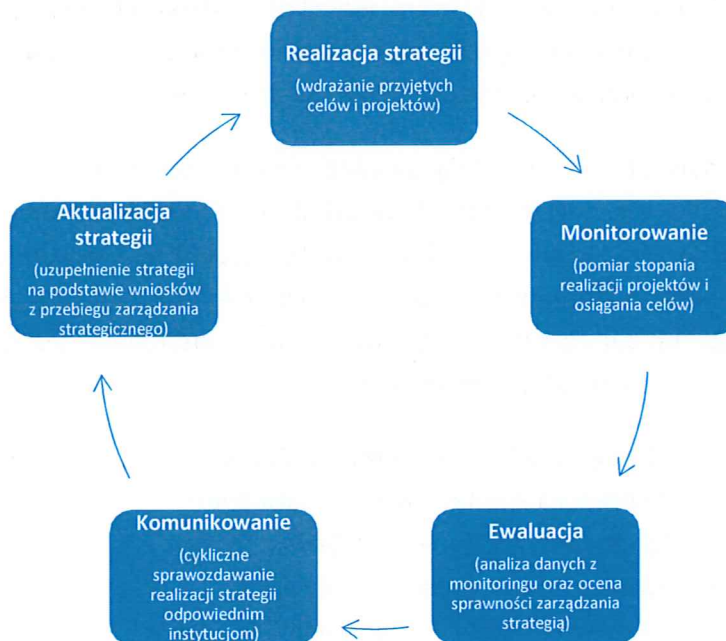 Realizacja strategii
(wdrażanie przyjętych
celów i projektów)
Monitorowanie
(pomiar stopania
realizacji projektów i
osiągania celów)
Ewaluacja
(analiza danych z
monitoringu oraz ocena
sprawności zarządzania
strategią)
Komunikowanie
(cykliczne
sprawozdawanie
realizacji strategii
odpowiednim
instytucjom)
Aktualizacja
strategii
(uzupełnienie strategii
na podstawie wniosków
z przebiegu zarządzania
strategicznego)